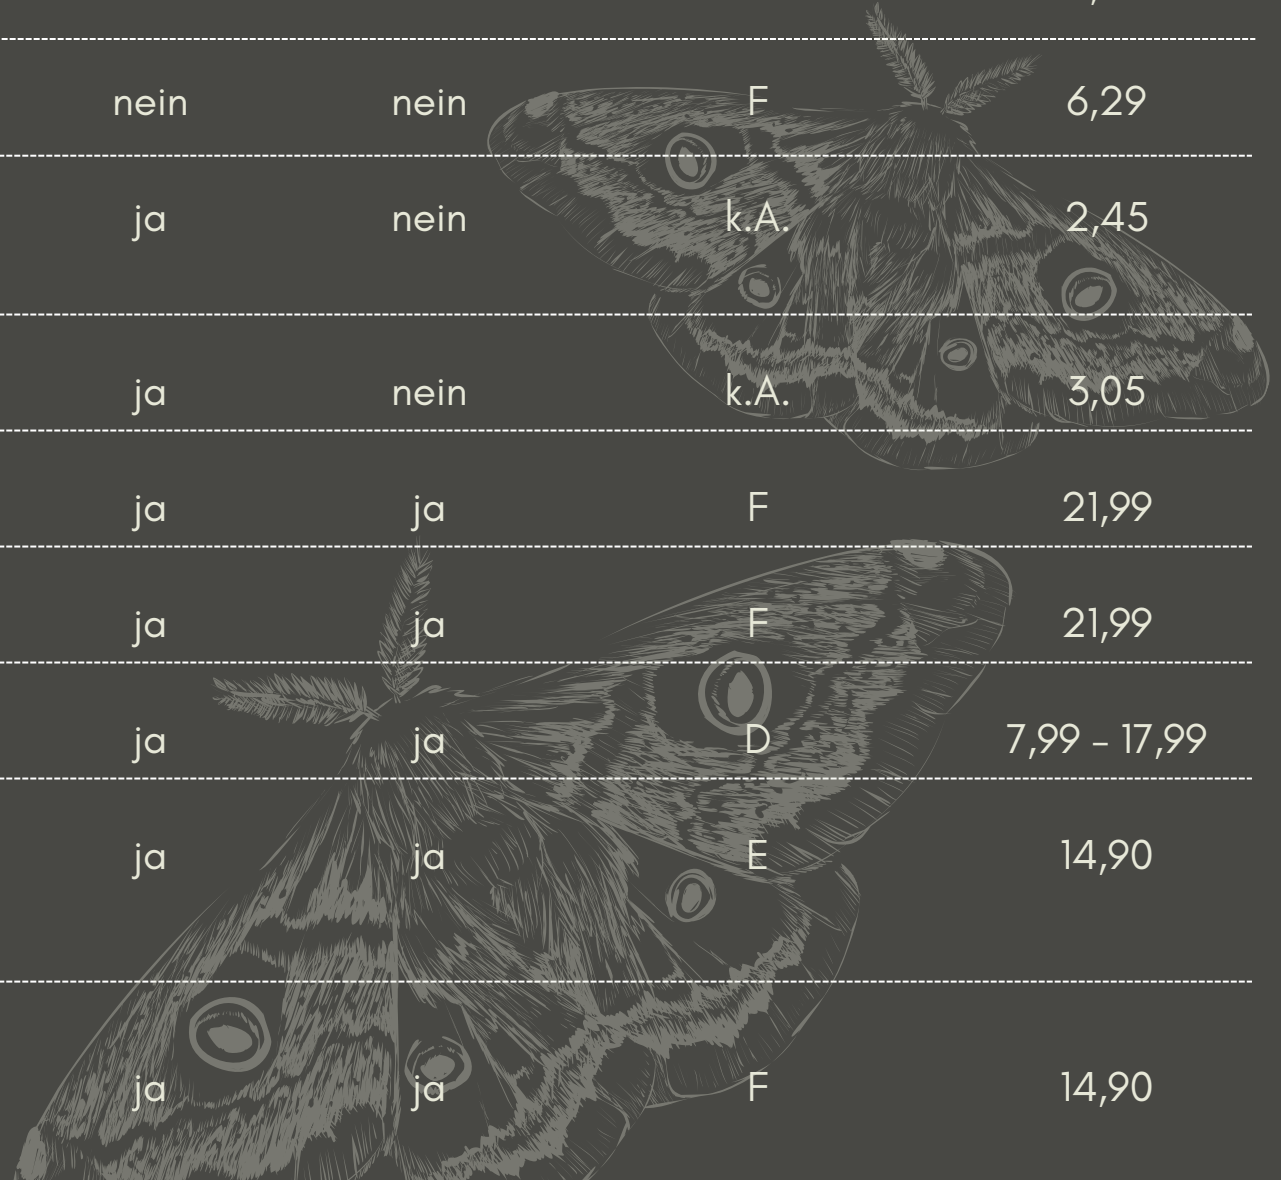 nein nein F 6,29
ja nein k.A. 2,45
ja nein k.A. 3,05
ja ja F 21,99
ja ja F 21,99
ja ja D 7,99 – 17,99
ja ja E 14,90
ja ja F 14,90